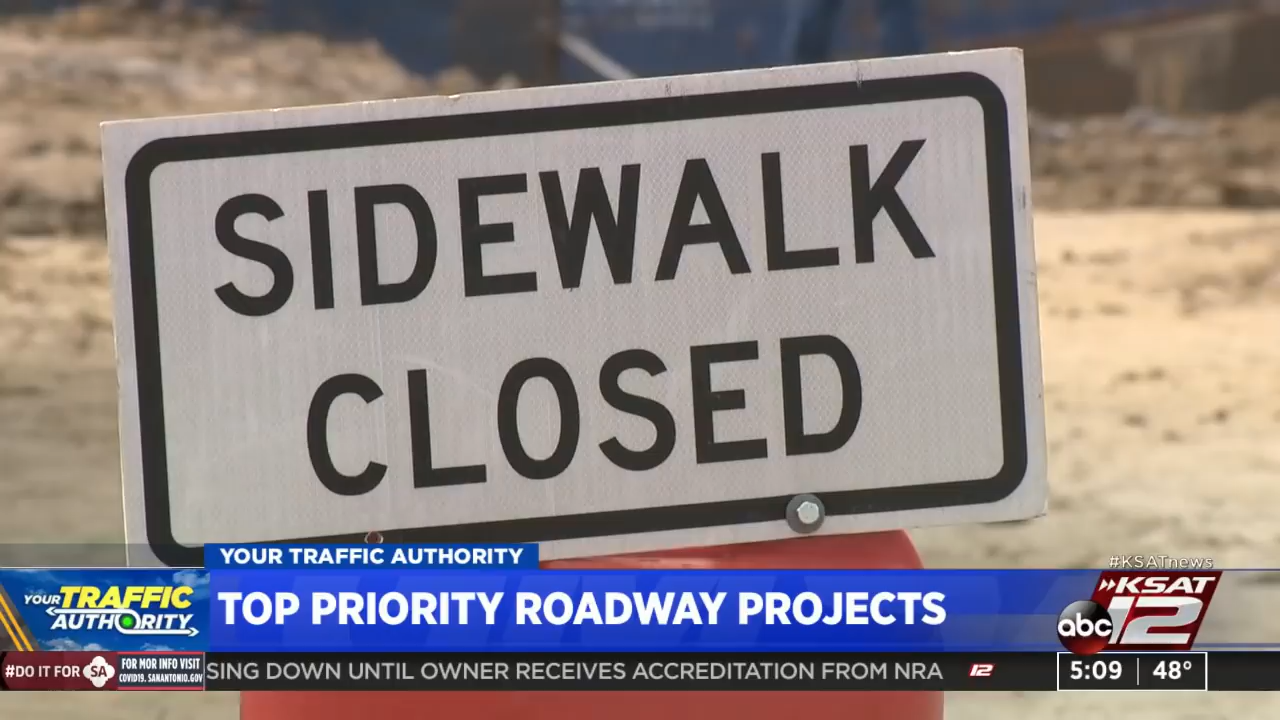 SIDEWALK
CLOSED
YOUR TRAFFIC AUTHORITY
#KSATnews
YOUR TRAFFIC
AUTHORITY
TOP PRIORITY ROADWAY PROJECTS
KSAT
abc 12
#DO IT FOR SA
FOR MOR INFO VISIT
COVID19.SANANTONIO.GOV
SING DOWN UNTIL OWNER RECEIVES ACCREDITATION FROM NRA 12
5:09 48°